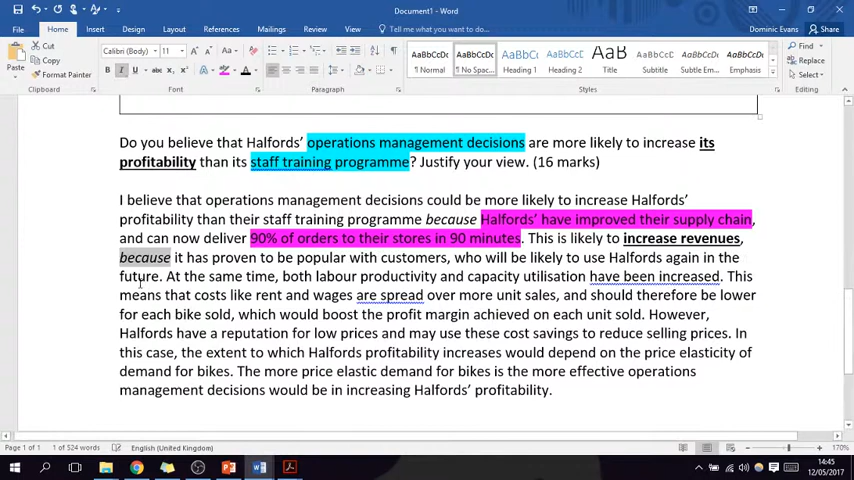 Document1 - Word
Dominic Evans
File Home Insert Design Layout References Mailings Review View Tell me what you want to do... Share
Paste
Cut
Copy
Format Painter
Calibri (Body) 11
AaBbCcDc AaBbCcDc AaBbCc AaBbCcD AaB AaBbCcD AaBbCcDc
¶ Normal ¶ No Spac... Heading 1 Heading 2 Title Subtitle Subtle Em... Emphasis
Find
Replace
Select
Clipboard Font Paragraph Styles Editing
Do you believe that Halfords’ operations management decisions are more likely to increase its
profitability than its staff training programme? Justify your view. (16 marks)
I believe that operations management decisions could be more likely to increase Halfords’
profitability than their staff training programme because Halfords’ have improved their supply chain,
and can now deliver 90% of orders to their stores in 90 minutes. This is likely to increase revenues,
because it has proven to be popular with customers, who will be likely to use Halfords again in the
future. At the same time, both labour productivity and capacity utilisation have been increased. This
means that costs like rent and wages are spread over more unit sales, and should therefore be lower
for each bike sold, which would boost the profit margin achieved on each unit sold. However,
Halfords have a reputation for low prices and may use these cost savings to reduce selling prices. In
this case, the extent to which Halfords profitability increases would depend on the price elasticity of
demand for bikes. The more price elastic demand for bikes is the more effective operations
management decisions would be in increasing Halfords’ profitability.
Page 1 of 1 1 of 524 words English (United Kingdom) 170%
14:45
12/05/2017